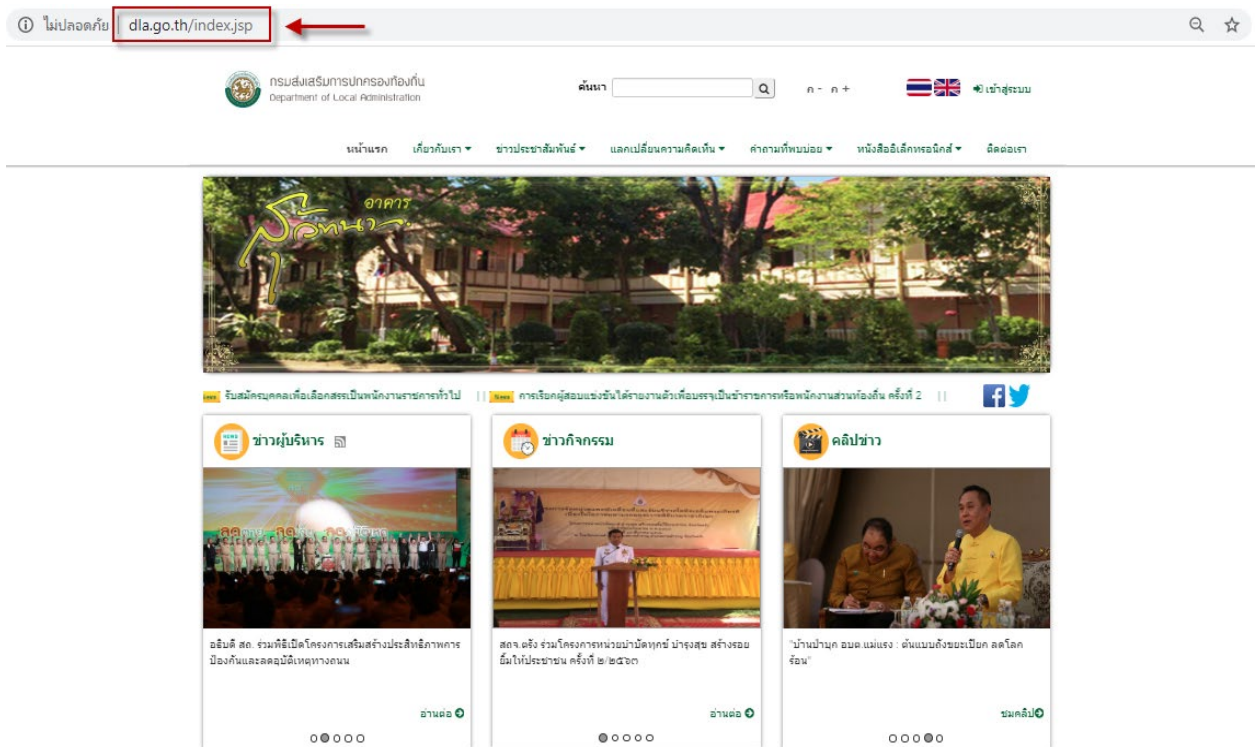 ไม่ปลอดภัย | dla.go.th/index.jsp
กรมส่งเสริมการปกครองท้องถิ่น
Department of Local Administration
ค้นหา
ก - ก +
เข้าสู่ระบบ
หน้าแรก เกี่ยวกับเรา ข่าวประชาสัมพันธ์ แลกเปลี่ยนความคิดเห็น คำถามที่พบบ่อย หนังสืออิเล็กทรอนิกส์ ติดต่อเรา
อาคาร
News รับสมัครบุคคลเพื่อเลือกสรรเป็นพนักงานราชการทั่วไป || News การเรียกผู้สอบแข่งขันได้รายงานตัวเพื่อบรรจุเป็นข้าราชการหรือพนักงานส่วนท้องถิ่น ครั้งที่ 2 ||
ข่าวผู้บริหาร
อธิบดี สถ. ร่วมพิธีเปิดโครงการเสริมสร้างประสิทธิภาพการ
ป้องกันและลดอุบัติเหตุทางถนน
อ่านต่อ
ข่าวกิจกรรม
สถจ.ตรัง ร่วมโครงการหน่วยบำบัดทุกข์ บำรุงสุข สร้างรอย
ยิ้มให้ประชาชน ครั้งที่ ๒/๒๕๖๓
อ่านต่อ
คลิปข่าว
"บ้านป่าบุก อบต.แม่แรง : ต้นแบบถังขยะเปียก ลดโลก
ร้อน"
ชมคลิป